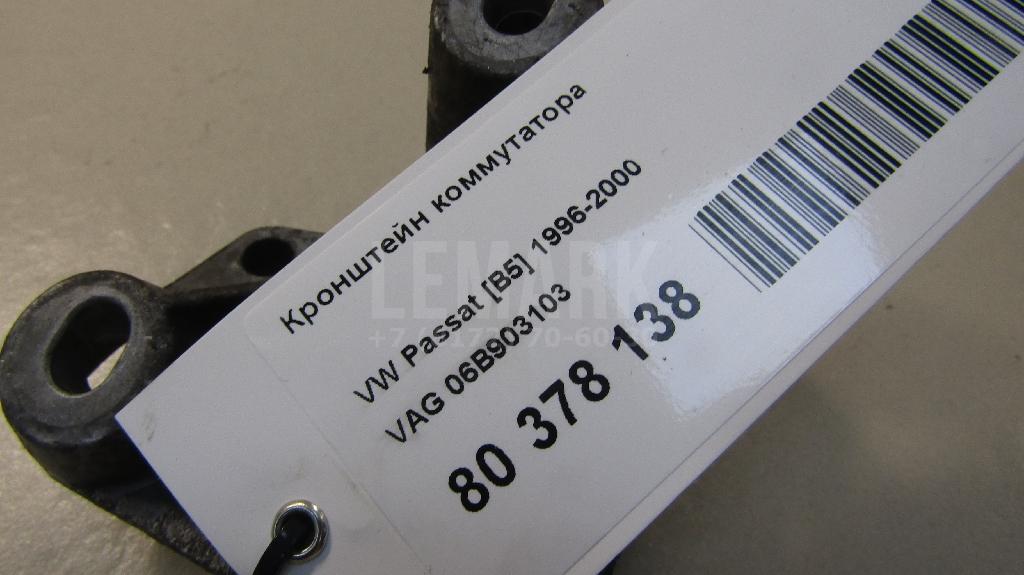 Кронштейн коммутатора
VW Passat [B5] 1996-2000
VAG 06B903103
80 378 138
LEMARK